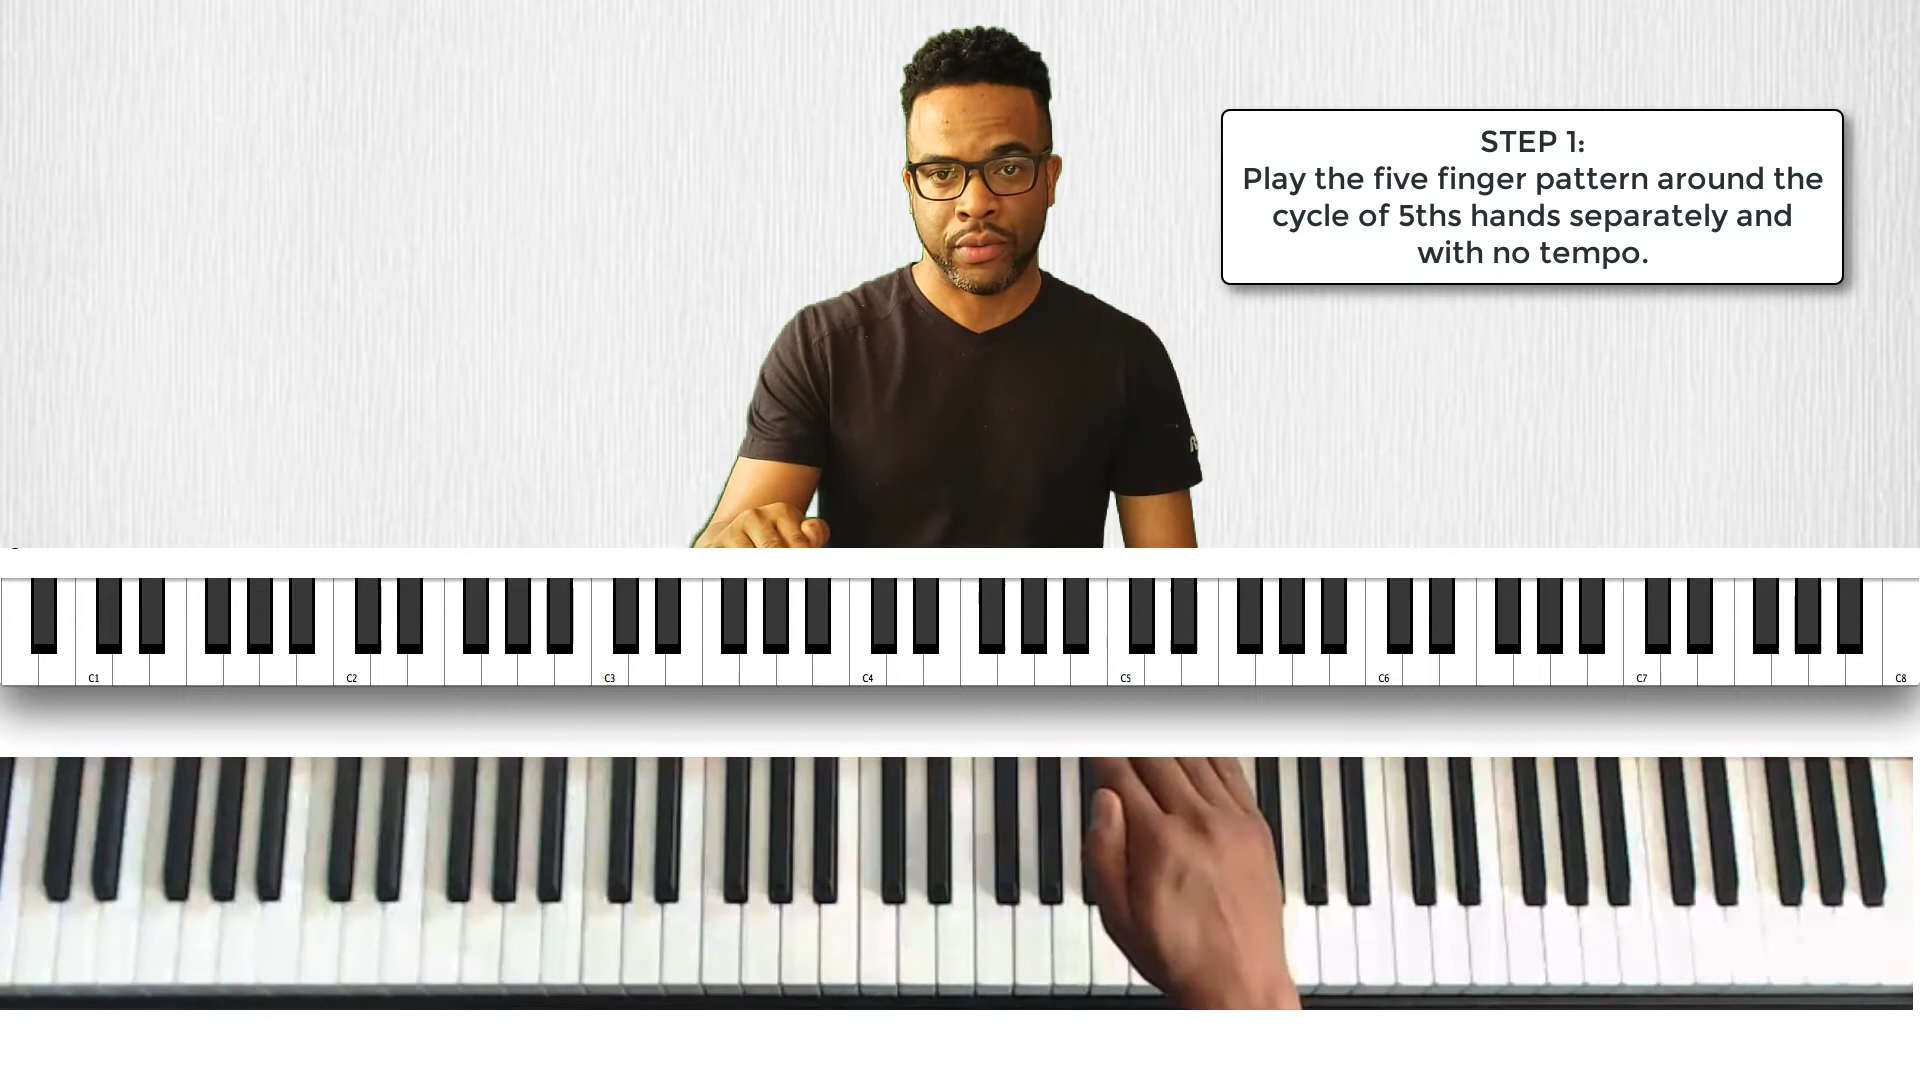 STEP 1:
Play the five finger pattern around the
cycle of 5ths hands separately and
with no tempo.
C1 C2 C3 C4 C5 C6 C7 C8